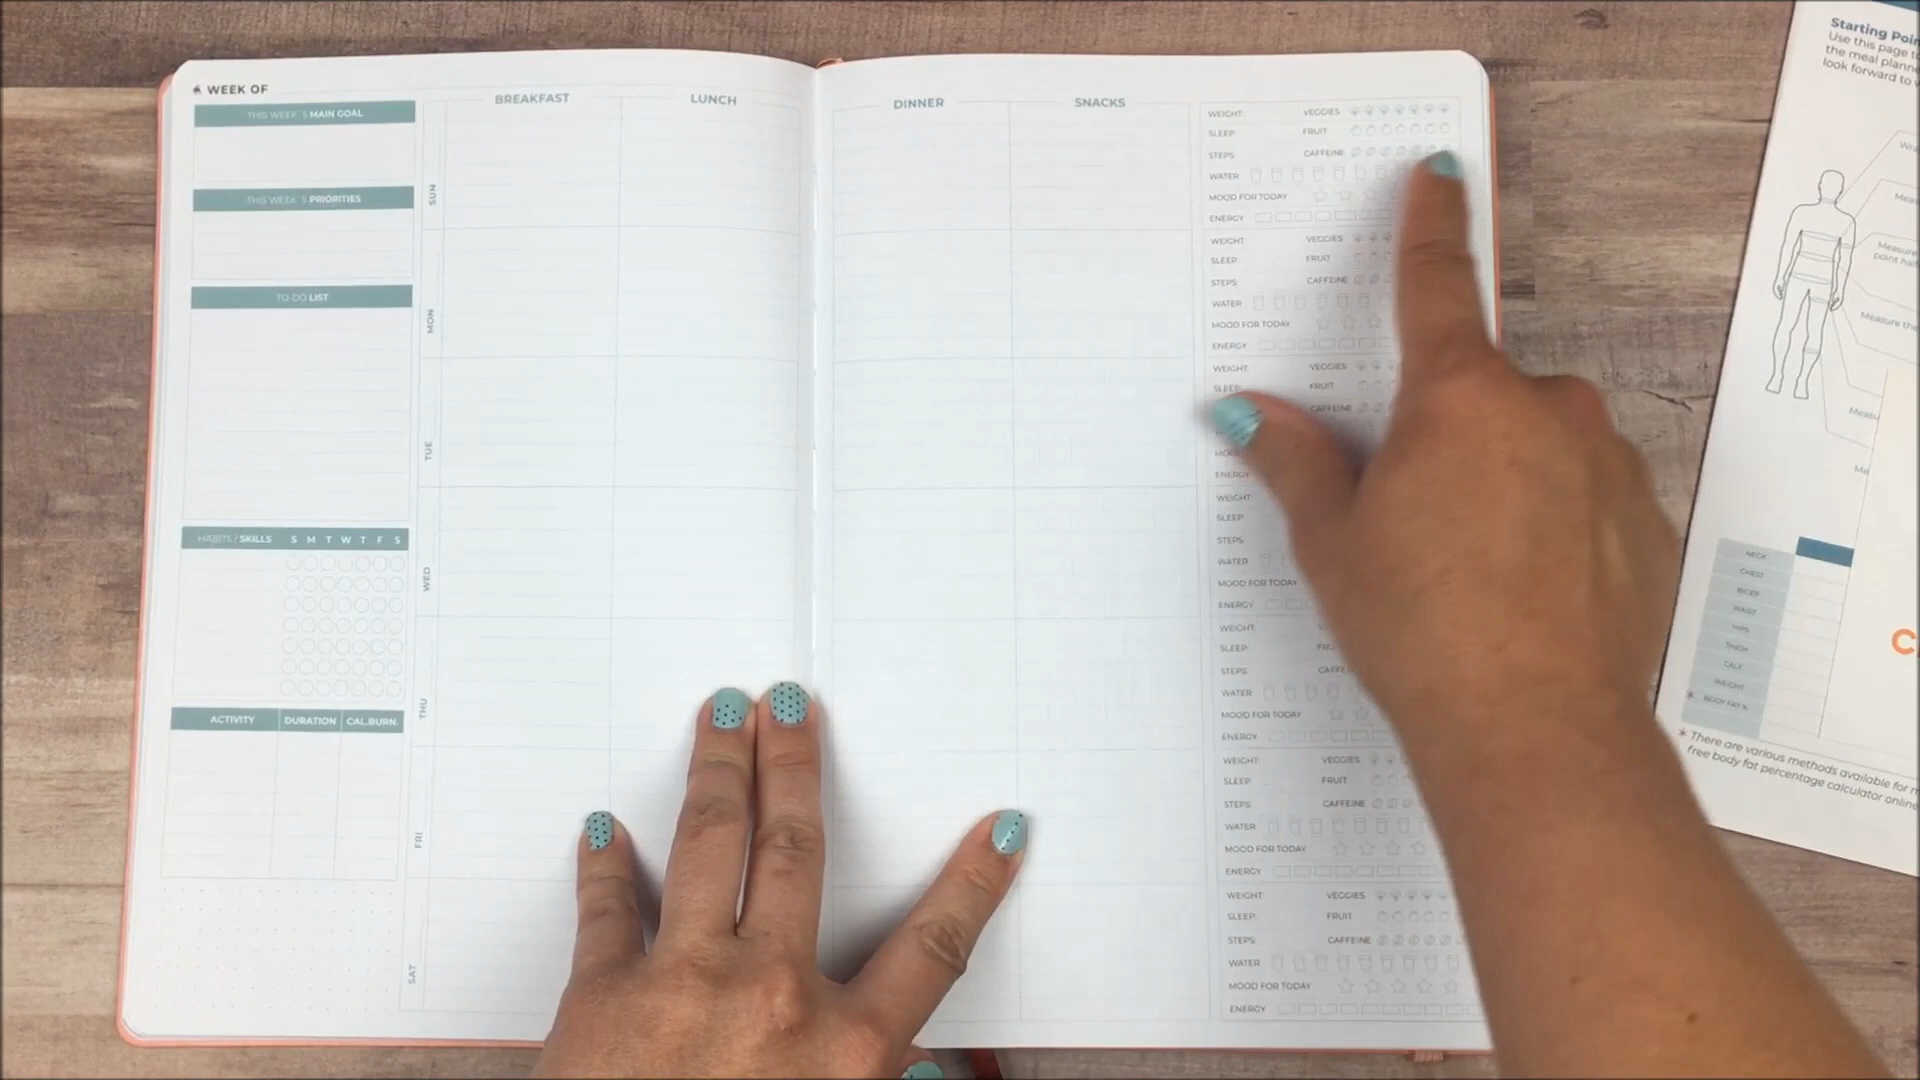 WEEK OF
THIS WEEK'S MAIN GOAL
THIS WEEK'S PRIORITIES
TO-DO LIST
HABITS / SKILLS S M T W T F S
ACTIVITY DURATION CAL.BURN.
BREAKFAST LUNCH
SUN
MON
TUE
WED
THU
FRI
SAT
DINNER SNACKS
WEIGHT: VEGGIES
SLEEP: FRUIT
STEPS: CAFFEINE
WATER
MOOD FOR TODAY
ENERGY
WEIGHT: VEGGIES
SLEEP: FRUIT
STEPS: CAFFEINE
WATER
MOOD FOR TODAY
ENERGY
WEIGHT: VEGGIES
SLEEP: FRUIT
CAFFEINE
MOOD
ENERGY
WEIGHT:
SLEEP:
STEPS:
WATER
MOOD FOR TODAY
ENERGY
WEIGHT:
SLEEP:
STEPS:
WATER
MOOD FOR TODAY
ENERGY
WEIGHT: VEGGIES
SLEEP: FRUIT
STEPS: CAFFEINE
WATER
MOOD FOR TODAY
ENERGY
WEIGHT: VEGGIES
SLEEP: FRUIT
STEPS: CAFFEINE
WATER
MOOD FOR TODAY
ENERGY
Starting
Use this page
the meal
look forward to
Measure
point
Measure
NECK
CHEST
BICEP
WAIST
HIPS
THIGH
CALF
WEIGHT
* BODY FAT %
* There are various methods available for
free body fat percentage calculator online